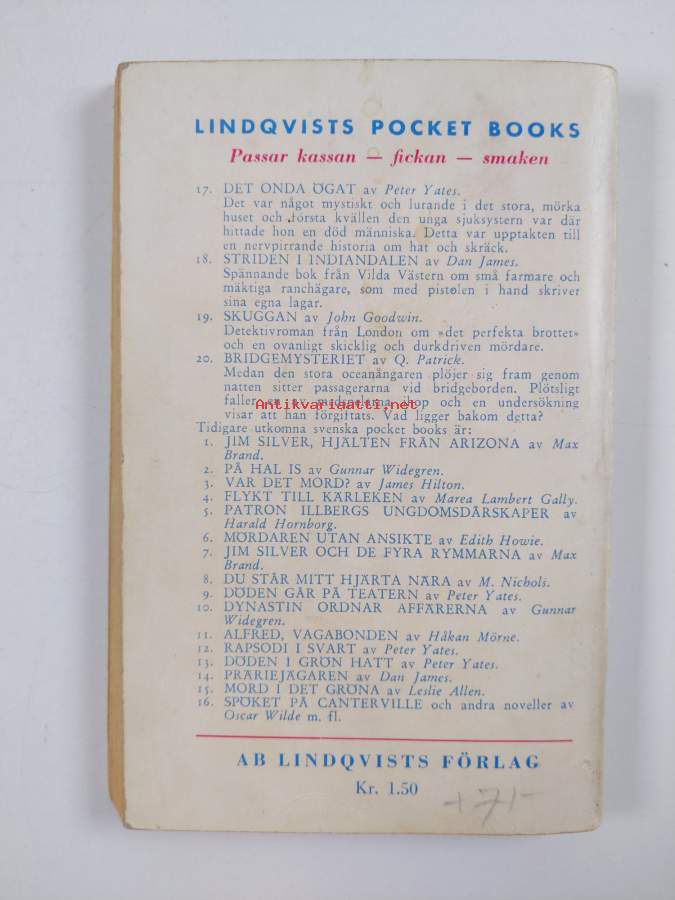 LINDQVISTS POCKET BOOKS
Passar kassan — fickan — smaken
17. DET ONDA ÖGAT av Peter Yates.
Det var något mystiskt och lurande i det stora, mörka
huset och första kvällen den unga sjuksystern var där
hittade hon en död människa. Detta var upptakten till
en nervpirrande historia om hat och skräck.
18. STRIDEN I INDIANDALEN av Dan James.
Spännande bok från Vilda Västern om små farmare och
mäktiga ranchägare, som med pistolen i hand skriver
sina egna lagar.
19. SKUGGAN av John Goodwin.
Detektivroman från London om »det perfekta brottet»
och en ovanligt skicklig och durkdriven mördare.
20. BRIDGEMYSTERIET av Q. Patrick.
Medan den stora oceanångaren plöjer sig fram genom
natten sitter passagerarna vid bridgeborden. Plötsligt
faller en av medspelarna ihop och en undersökning
Antikvariaatti.net
visar att han förgiftats. Vad ligger bakom detta?
Tidigare utkomna svenska pocket books är:
1. JIM SILVER, HJÄLTEN FRÅN ARIZONA av Max
Brand.
2. PÅ HAL IS av Gunnar Widegren.
3. VAR DET MORD? av James Hilton.
4. FLYKT TILL KÄRLEKEN av Marea Lambert Gally.
5. PATRON ILLBERGS UNGDOMSDÅRSKAPER av
Harald Hornborg.
6. MÖRDAREN UTAN ANSIKTE av Edith Howie.
7. JIM SILVER OCH DE FYRA RYMMARNA av Max
Brand.
8. DU STÅR MITT HJÄRTA NÄRA av M. Nichols.
9. DÖDEN GÅR PÅ TEATERN av Peter Yates.
10. DYNASTIN ORDNAR AFFÄRERNA av Gunnar
Widegren.
11. ALFRED, VAGABONDEN av Håkan Mörne.
12. RAPSODI I SVART av Peter Yates.
13. DÖDEN I GRÖN HATT av Peter Yates.
14. PRÄRIEJÄGAREN av Dan James.
15. MORD I DET GRÖNA av Leslie Allen.
16. SPÖKET PÅ CANTERVILLE och andra noveller av
Oscar Wilde m. fl.
AB LINDQVISTS FÖRLAG
Kr. 1.50